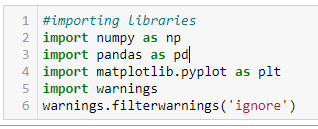 1 #importing libraries
2 import numpy as np
3 import pandas as pd
4 import matplotlib.pyplot as plt
5 import warnings
6 warnings.filterwarnings('ignore')